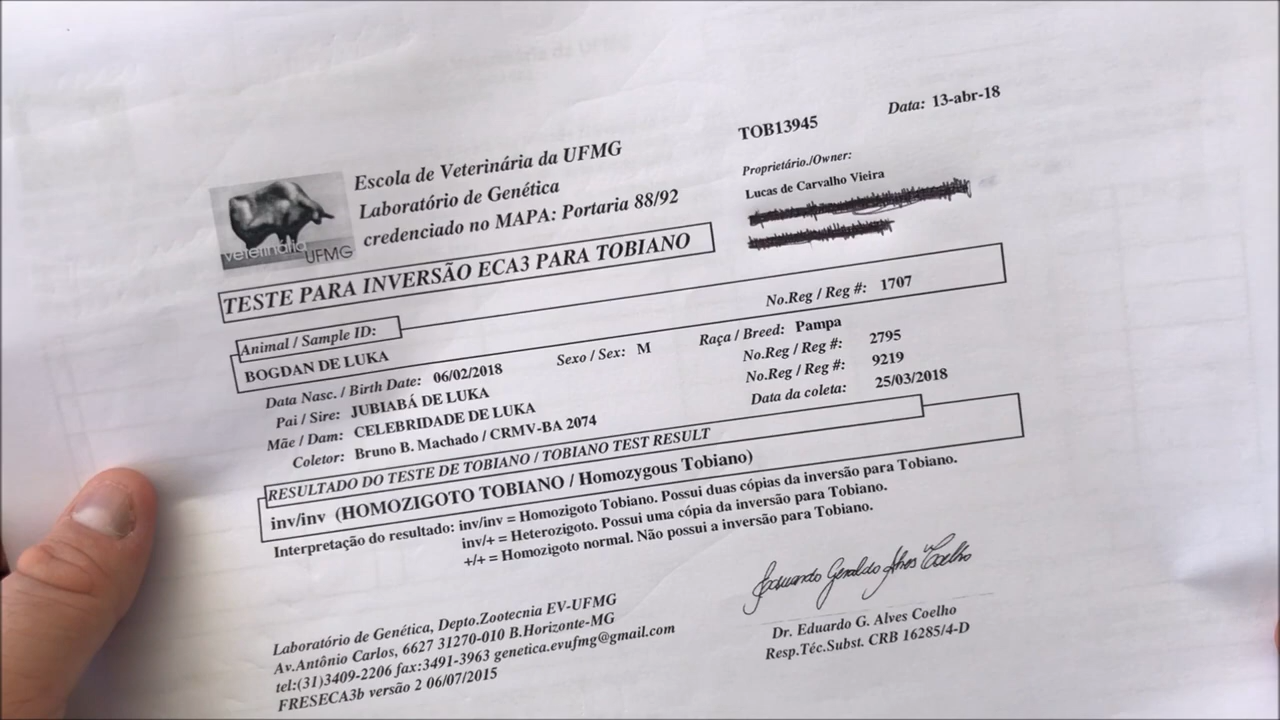 TOB13945
Data: 13-abr-18
Escola de Veterinária da UFMG
Laboratório de Genética
credenciado no MAPA: Portaria 88/92
veterinária
UFMG
Proprietário./Owner:
Lucas de Carvalho Vieira
TESTE PARA INVERSÃO ECA3 PARA TOBIANO
Animal / Sample ID:
BOGDAN DE LUKA
No.Reg / Reg #: 1707
Data Nasc. / Birth Date: 06/02/2018 Sexo / Sex: M Raça / Breed: Pampa
Pai / Sire: JUBIABÁ DE LUKA No.Reg / Reg #: 2795
Mãe / Dam: CELEBRIDADE DE LUKA No.Reg / Reg #: 9219
Coletor: Bruno B. Machado / CRMV-BA 2074 Data da coleta: 25/03/2018
RESULTADO DO TESTE DE TOBIANO / TOBIANO TEST RESULT
inv/inv (HOMOZIGOTO TOBIANO / Homozygous Tobiano)
Interpretação do resultado: inv/inv = Homozigoto Tobiano. Possui duas cópias da inversão para Tobiano.
inv/+ = Heterozigoto. Possui uma cópia da inversão para Tobiano.
+/+ = Homozigoto normal. Não possui a inversão para Tobiano.
Eduardo Geraldo Alves Coelho
Laboratório de Genética, Depto.Zootecnia EV-UFMG
Av.Antônio Carlos, 6627 31270-010 B.Horizonte-MG
tel:(31)3409-2206 fax:3491-3963 genetica.evufmg@gmail.com
FRESECA3b versão 2 06/07/2015
Dr. Eduardo G. Alves Coelho
Resp.Téc.Subst. CRB 16285/4-D